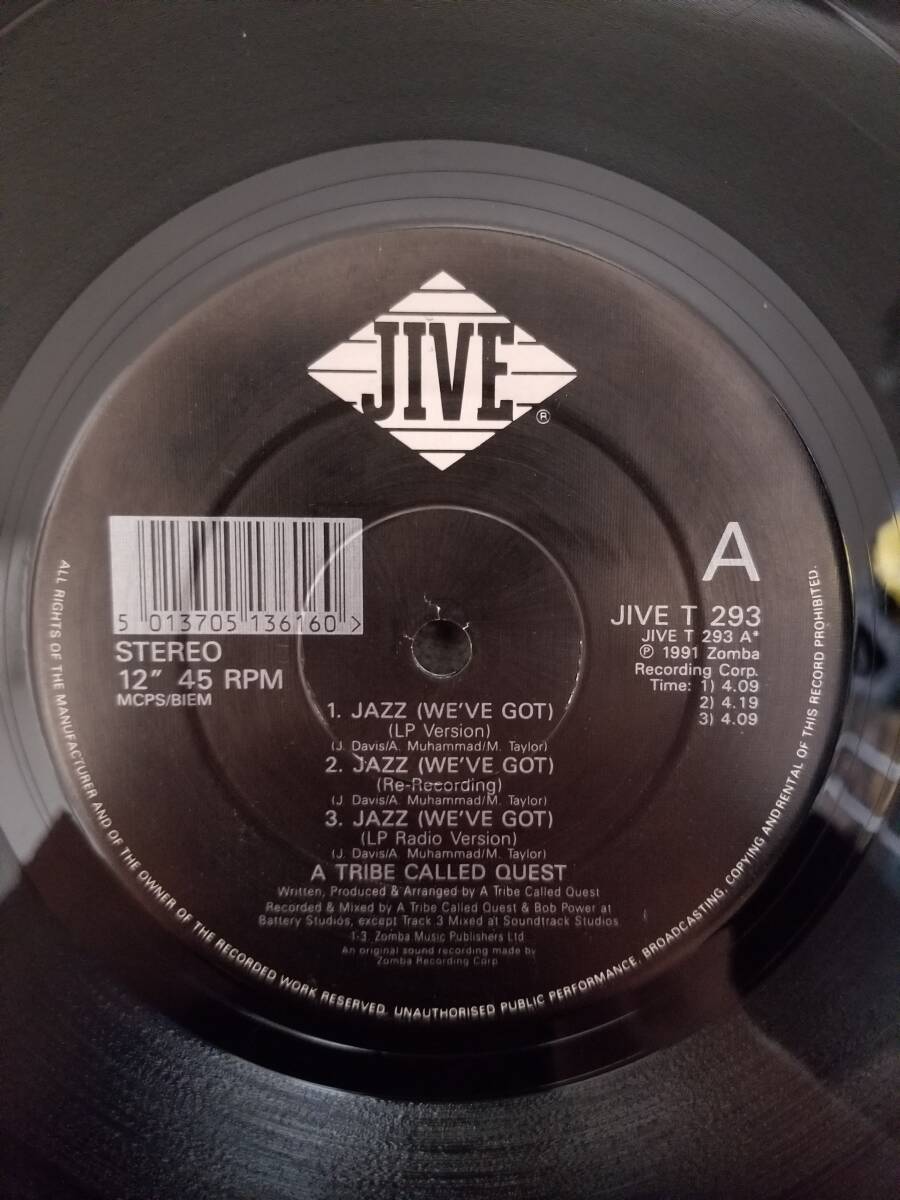 JIVE
®
A
JIVE T 293
JIVE T 293 A*
℗ 1991 Zomba
Recording Corp.
Time: 1) 4.09
2) 4.19
3) 4.09
5 013705 136160 >
STEREO
12" 45 RPM
MCPS/BIEM
1. JAZZ (WE'VE GOT)
(LP Version)
(J. Davis/A. Muhammad/M. Taylor)
2. JAZZ (WE'VE GOT)
(Re-Recording)
(J. Davis/A. Muhammad/M. Taylor)
3. JAZZ (WE'VE GOT)
(LP Radio Version)
(J. Davis/A. Muhammad/M. Taylor)
A TRIBE CALLED QUEST
Written, Produced & Arranged by A Tribe Called Quest
Recorded & Mixed by A Tribe Called Quest & Bob Power at
Battery Studios, except Track 3 Mixed at Soundtrack Studios
1-3. Zomba Music Publishers Ltd
An original sound recording made by
Zomba Recording Corp
ALL RIGHTS OF THE MANUFACTURER AND OF THE OWNER OF THE RECORDED WORK RESERVED. UNAUTHORISED PUBLIC PERFORMANCE, BROADCASTING, COPYING AND RENTAL OF THIS RECORD PROHIBITED.